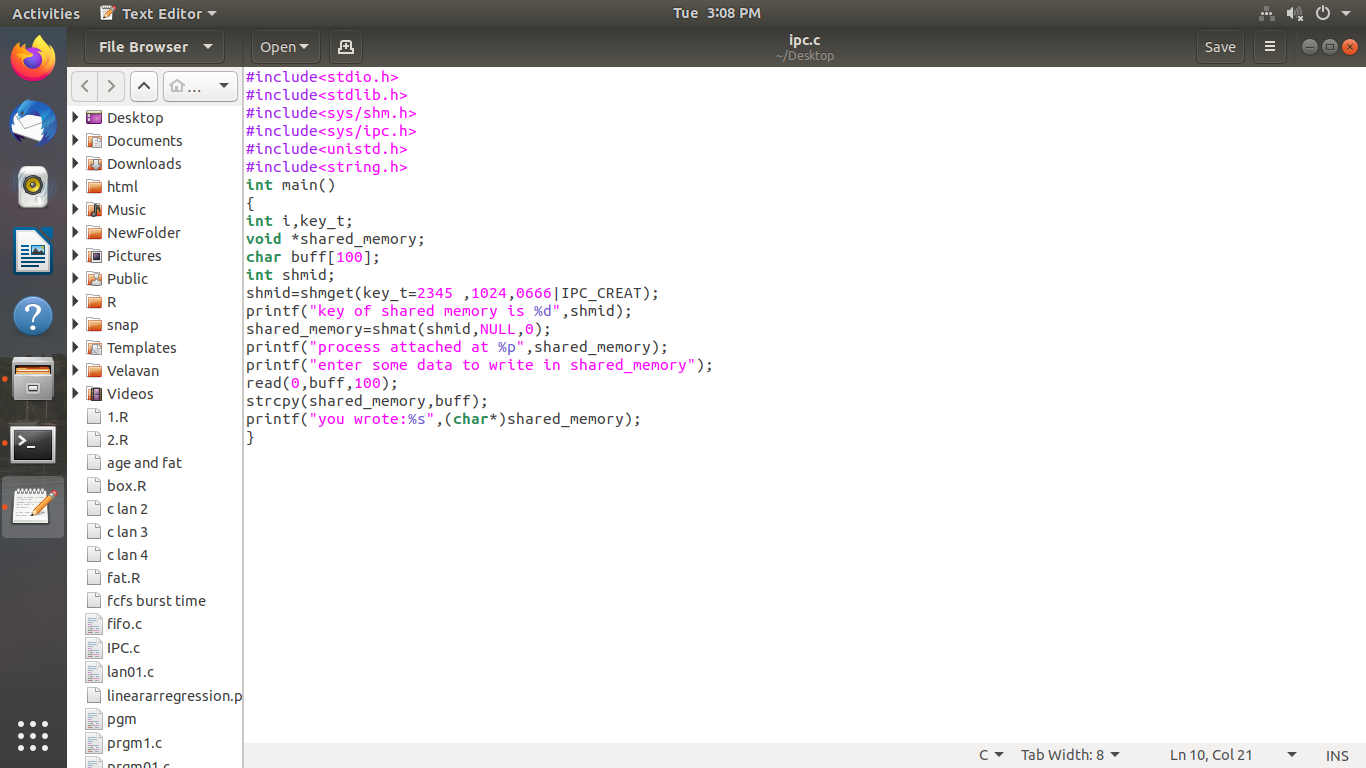 Activities Text Editor Tue 3:08 PM
File Browser Open ipc.c Save
~/Desktop
...
Desktop
Documents
Downloads
html
Music
NewFolder
Pictures
Public
R
snap
Templates
Velavan
Videos
1.R
2.R
age and fat
box.R
c lan 2
c lan 3
c lan 4
fat.R
fcfs burst time
fifo.c
IPC.c
lan01.c
lineararregression.p
pgm
prgm1.c
prgm01.c
#include<stdio.h>
#include<stdlib.h>
#include<sys/shm.h>
#include<sys/ipc.h>
#include<unistd.h>
#include<string.h>
int main()
{
int i,key_t;
void *shared_memory;
char buff[100];
int shmid;
shmid=shmget(key_t=2345 ,1024,0666|IPC_CREAT);
printf("key of shared memory is %d",shmid);
shared_memory=shmat(shmid,NULL,0);
printf("process attached at %p",shared_memory);
printf("enter some data to write in shared_memory");
read(0,buff,100);
strcpy(shared_memory,buff);
printf("you wrote:%s",(char*)shared_memory);
}
C Tab Width: 8 Ln 10, Col 21 INS